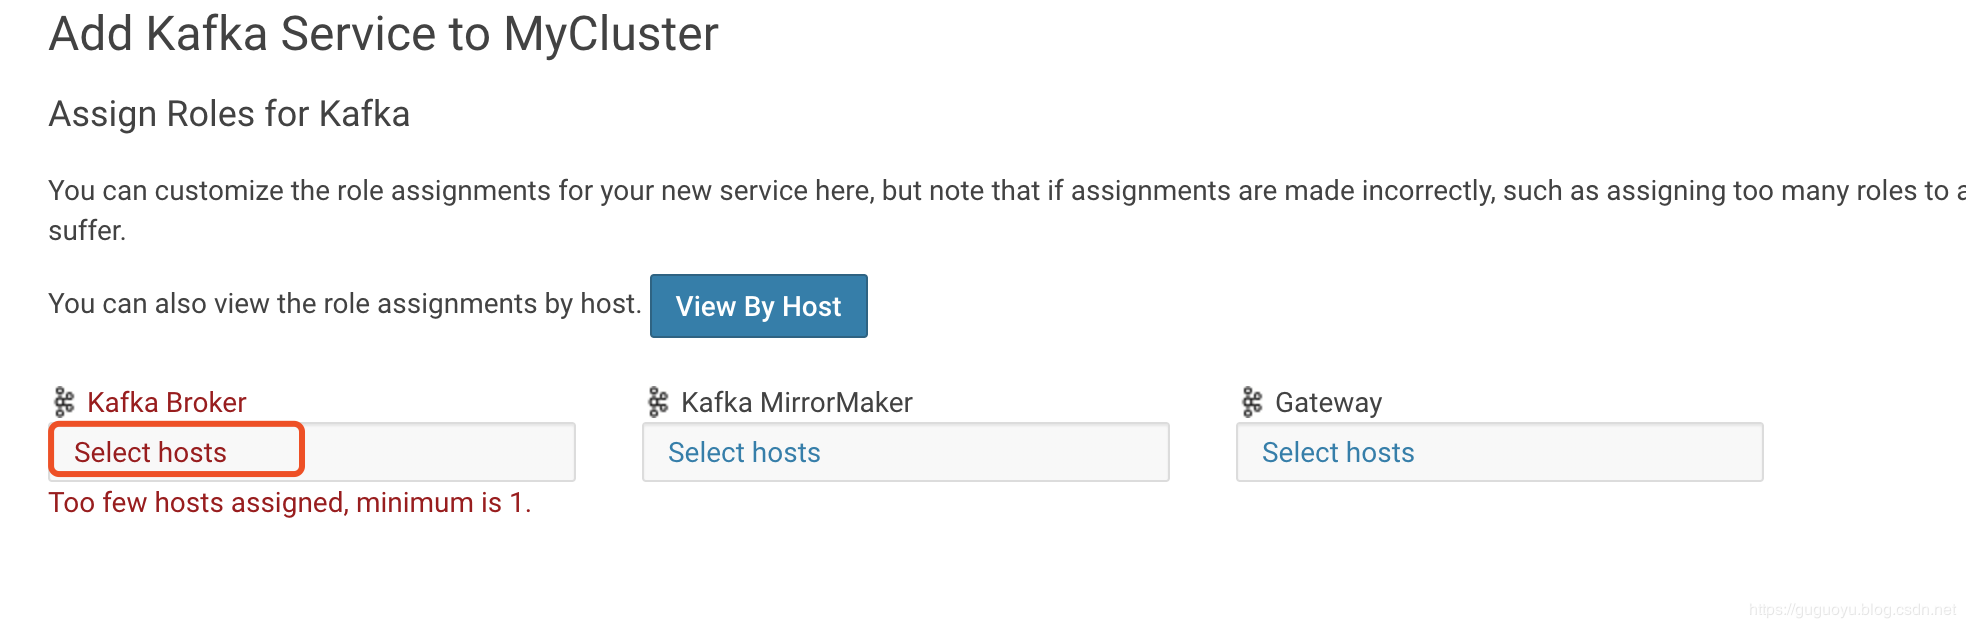 Add Kafka Service to MyCluster
Assign Roles for Kafka
You can customize the role assignments for your new service here, but note that if assignments are made incorrectly, such as assigning too many roles to a
suffer.
You can also view the role assignments by host. View By Host
Kafka Broker Kafka MirrorMaker Gateway
Select hosts Select hosts Select hosts
Too few hosts assigned, minimum is 1.
https://guguoyu.blog.csdn.net